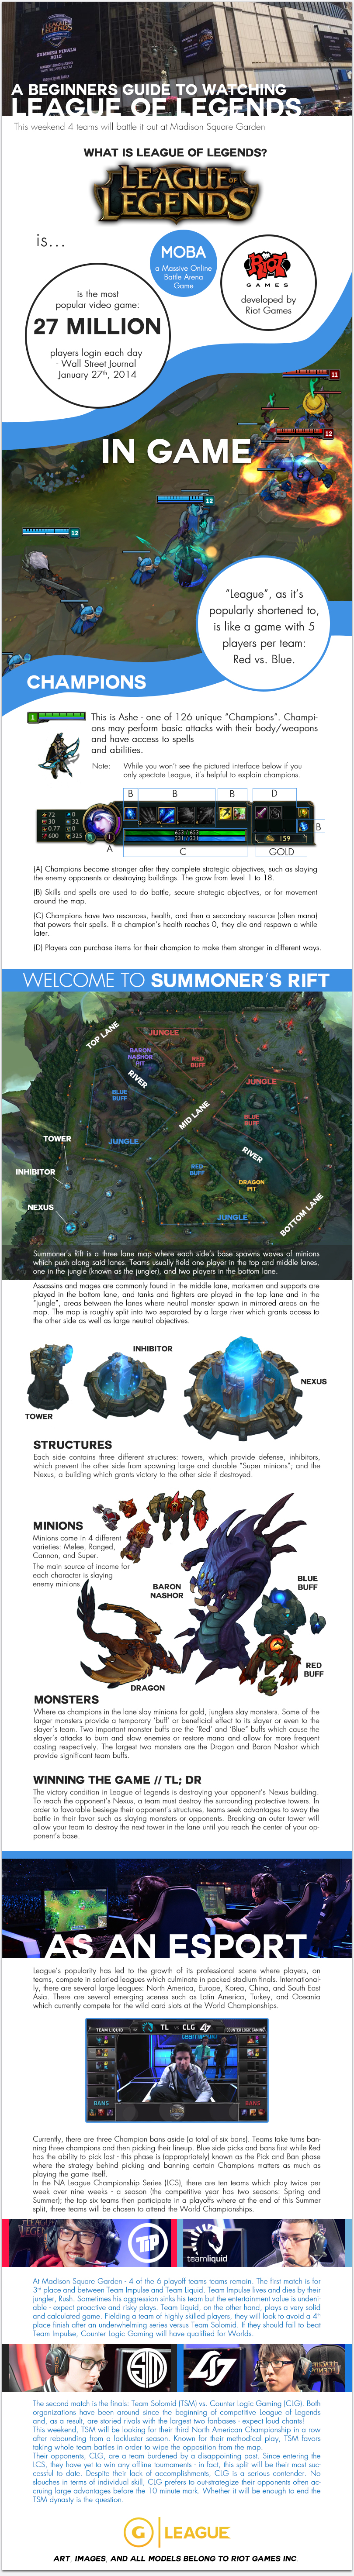 LEAGUE OF LEGENDS
SUMMER FINALS
2015
A BEGINNERS GUIDE TO WATCHING
LEAGUE OF LEGENDS
This weekend 4 teams will battle it out at Madison Square Garden
WHAT IS LEAGUE OF LEGENDS?
LEAGUE OF
LEGENDS
is...
MOBA
a Massive Online
Battle Arena
Game
RIOT
GAMES
developed by
Riot Games
is the most
popular video game:
27 MILLION
players login each day
- Wall Street Journal
January 27th, 2014
11
12
IN GAME
12
12
"League", as it's
popularly shortened to,
is like a game with 5
players per team:
Red vs. Blue.
CHAMPIONS
1
This is Ashe - one of 126 unique "Champions". Champi-
ons may perform basic attacks with their body/weapons
and have access to spells
and abilities.
Note: While you won't see the pictured interface below if you
only spectate League, it's helpful to explain champions.
B B B D
72 0
30 32
0.77 0
600 325
653 / 653
231 / 231
159
B
A
C
GOLD
(A) Champions become stronger after they complete strategic objectives, such as slaying
the enemy opponents or destroying buildings. The grow from level 1 to 18.
(B) Skills and spells are used to do battle, secure strategic objectives, or for movement
around the map.
(C) Champions have two resources, health, and then a secondary resource (often mana)
that powers their spells. If a champion's health reaches 0, they die and respawn a while
later.
(D) Players can purchase items for their champion to make them stronger in different ways.
WELCOME TO SUMMONER'S RIFT
TOP LANE
JUNGLE
BARON
NASHOR
PIT
RED
BUFF
RIVER
JUNGLE
BLUE
BUFF
MID LANE
BLUE
BUFF
TOWER
JUNGLE
RIVER
INHIBITOR
RED
BUFF
DRAGON
PIT
NEXUS
JUNGLE
BOTTOM LANE
Summoner's Rift is a three lane map where each side's base spawns waves of minions
which push along said lanes. Teams usually field one player in the top and middle lanes,
one in the jungle (known as the jungler), and two players in the bottom lane.
Assassins and mages are commonly found in the middle lane, marksmen and supports are
played in the bottom lane, and tanks and fighters are played in the top lane and in the
"jungle", areas between the lanes where neutral monster spawn in mirrored areas on the
map. The map is roughly split into two separated by a large river which grants access to
the other side as well as large neutral objectives.
INHIBITOR
NEXUS
TOWER
STRUCTURES
Each side contains three different structures: towers, which provide defense, inhibitors,
which prevent the other side from spawning large and durable "Super minions"; and the
Nexus, a building which grants victory to the other side if destroyed.
MINIONS
Minions come in 4 different
varieties: Melee, Ranged,
Cannon, and Super.
The main source of income for
each character is slaying
enemy minions.
BARON
NASHOR
BLUE
BUFF
RED
BUFF
DRAGON
MONSTERS
Where as champions in the lane slay minions for gold, junglers slay monsters. Some of the
larger monsters provide a temporary 'buff' or beneficial effect to its slayer or even to the
slayer's team. Two important monster buffs are the 'Red' and 'Blue" buffs which cause the
slayer's attacks to burn and slow enemies or restore mana and allow for more frequent
casting respectively. The largest two monsters are the Dragon and Baron Nashor which
provide significant team buffs.
WINNING THE GAME // TL; DR
The victory condition in League of Legends is destroying your opponent's Nexus building.
To reach the opponent's Nexus, a team must destroy the surrounding protective towers. In
order to favorable besiege their opponent's structures, teams seek advantages to sway the
battle in their favor such as slaying monsters or opponents. Breaking an outer tower will
allow your team to destroy the next tower in the lane until you reach the center of your op-
ponent's base.
AS AN ESPORT
League's popularity has led to the growth of its professional scene where players, on
teams, compete in salaried leagues which culminate in packed stadium finals. International-
ly, there are several large leagues: North America, Europe, Korea, China, and South East
Asia. There are several emerging scenes such as Latin America, Turkey, and Oceania
which currently compete for the wild card slots at the World Championships.
TEAM LIQUID
TL
CLG
COUNTER LOGIC GAMING
BANS
BANS
Currently, there are three Champion bans aside (a total of six bans). Teams take turns ban-
ning three champions and then picking their lineup. Blue side picks and bans first while Red
has the ability to pick last - this phase is (appropriately) known as the Pick and Ban phase
where the strategy behind picking and banning certain Champions matters as much as
playing the game itself.
In the NA League Championship Series (LCS), there are ten teams which play twice per
week over nine weeks - a season (the competitive year has two seasons: Spring and
Summer); the top six teams then participate in a playoffs where at the end of this Summer
split, three teams will be chosen to attend the World Championships.
TIP
teamliquid
At Madison Square Garden - 4 of the 6 playoff teams teams remain. The first match is for
3rd place and between Team Impulse and Team Liquid. Team Impulse lives and dies by their
jungler, Rush. Sometimes his aggression sinks his team but the entertainment value is undeni-
able - expect proactive and risky plays. Team Liquid, on the other hand, plays a very solid
and calculated game. Fielding a team of highly skilled players, they will look to avoid a 4th
place finish after an underwhelming series versus Team Solomid. If they should fail to beat
Team Impulse, Counter Logic Gaming will have qualified for Worlds.
The second match is the finals: Team Solomid (TSM) vs. Counter Logic Gaming (CLG). Both
organizations have been around since the beginning of competitive League of Legends
and, as a result, are storied rivals with the largest two fanbases - expect loud chants!
This weekend, TSM will be looking for their third North American Championship in a row
after rebounding from a lackluster season. Known for their methodical play, TSM favors
taking whole team battles in order to wipe the opposition from the map.
Their opponents, CLG, are a team burdened by a disappointing past. Since entering the
LCS, they have yet to win any offline tournaments - in fact, this split will be their most suc-
cessful to date. Despite their lack of accomplishments, CLG is a serious contender. No
slouches in terms of individual skill, CLG prefers to out-strategize their opponents often ac-
cruing large advantages before the 10 minute mark. Whether it will be enough to end the
TSM dynasty is the question.
G LEAGUE
ART, IMAGES, AND ALL MODELS BELONG TO RIOT GAMES INC.